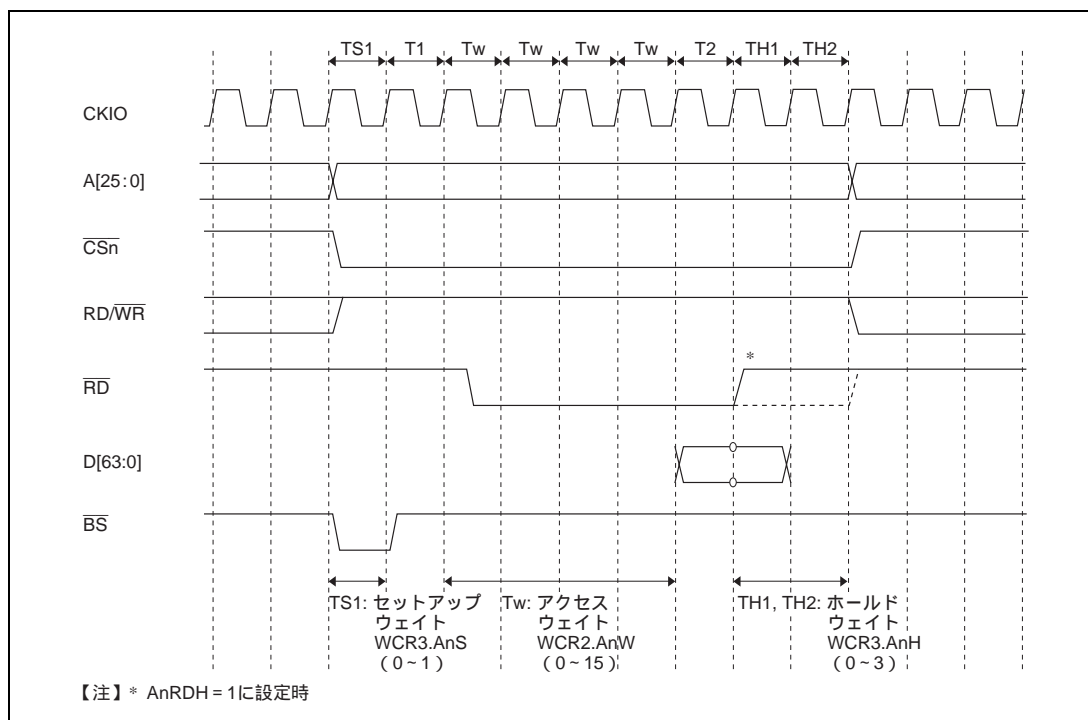 TS1 T1 Tw Tw Tw Tw T2 TH1 TH2
CKIO
A[25:0]
CSn
RD/WR
*
RD
D[63:0]
BS
TS1: セットアップ
ウェイト
WCR3.AnS
(0~1)
Tw: アクセス
ウェイト
WCR2.AnW
(0~15)
TH1, TH2: ホールド
ウェイト
WCR3.AnH
(0~3)
【注】* AnRDH = 1に設定時